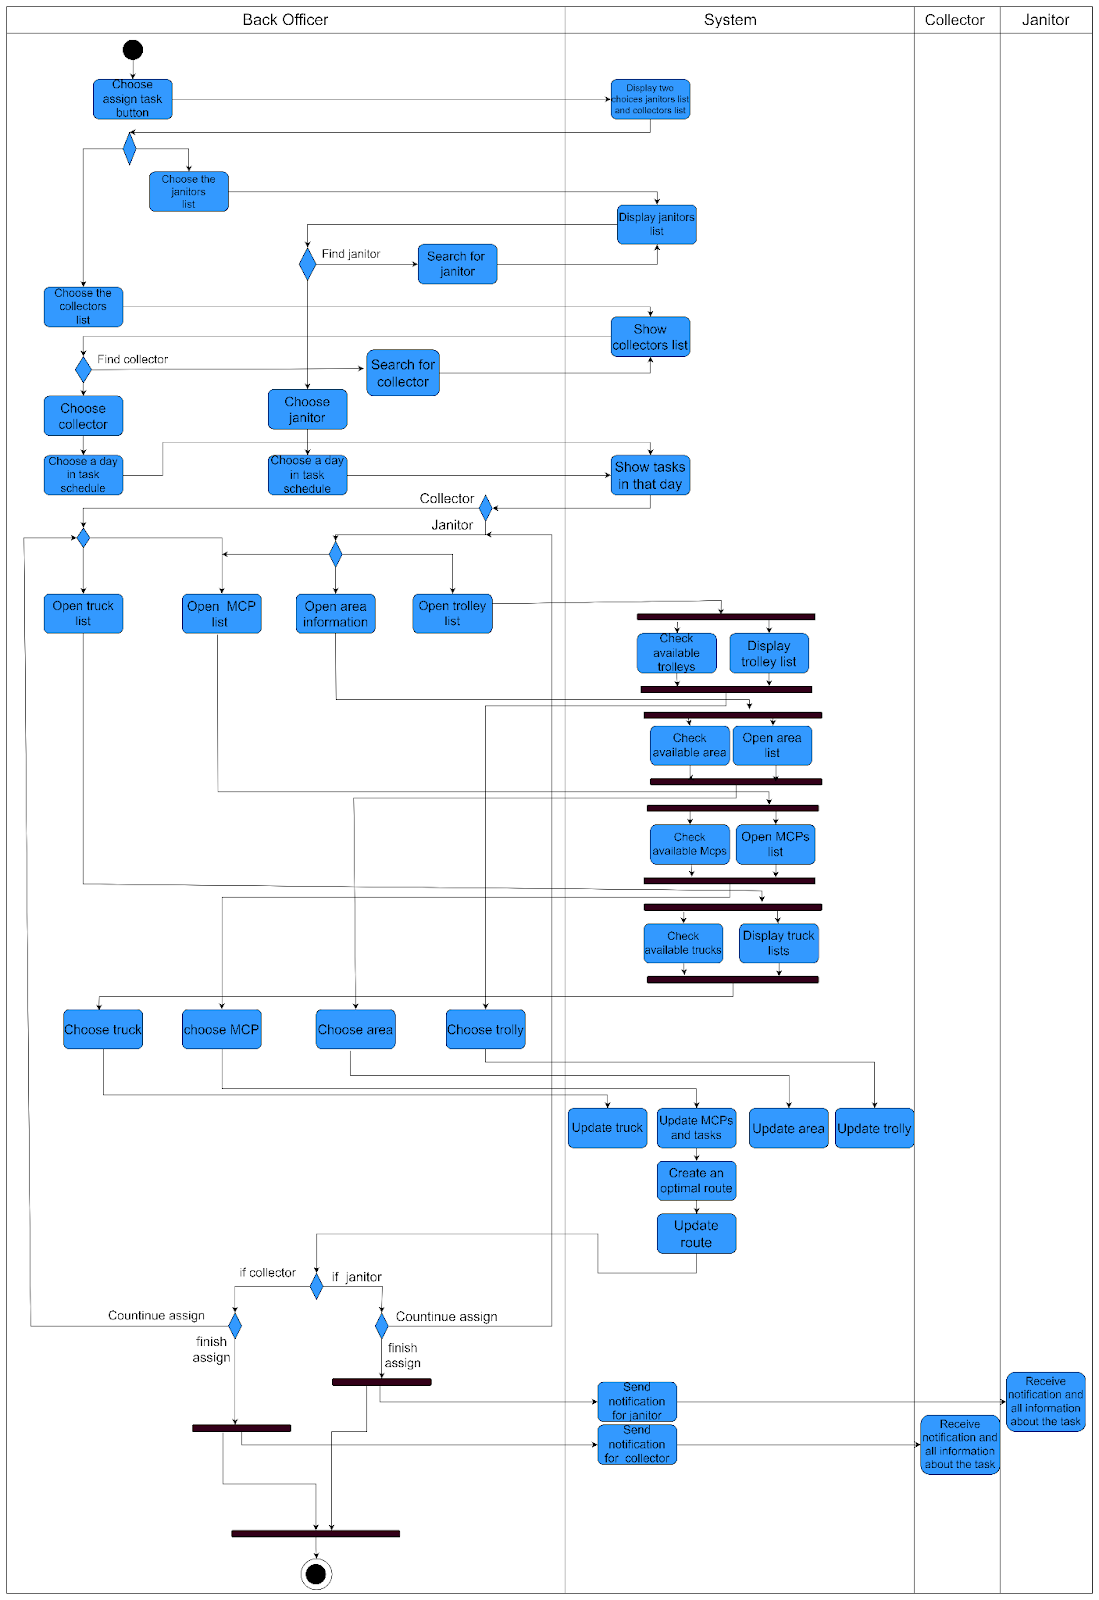 Back Officer
System
Collector
Janitor
Choose
assign task
button
Display two
choices janitors list
and collectors list
Choose the
janitors
list
Display janitors
list
Find janitor
Search for
janitor
Choose the
collectors
list
Show
collectors list
Find collector
Search for
collector
Choose
collector
Choose
janitor
Choose a day
in task
schedule
Choose a day
in task
schedule
Show tasks
in that day
Collector
Janitor
Open truck
list
Open MCP
list
Open area
information
Open trolley
list
Check
available
trolleys
Display
trolley list
Check
available area
Open area
list
Check
available Mcps
Open MCPs
list
Check
available trucks
Display truck
lists
Choose truck
choose MCP
Choose area
Choose trolly
Update truck
Update MCPs
and tasks
Update area
Update trolly
Create an
optimal route
Update
route
if collector
if janitor
Countinue assign
Countinue assign
finish
assign
finish
assign
Send
notification
for janitor
Receive
notification and
all information
about the task
Send
notification
for collector
Receive
notification and
all information
about the task